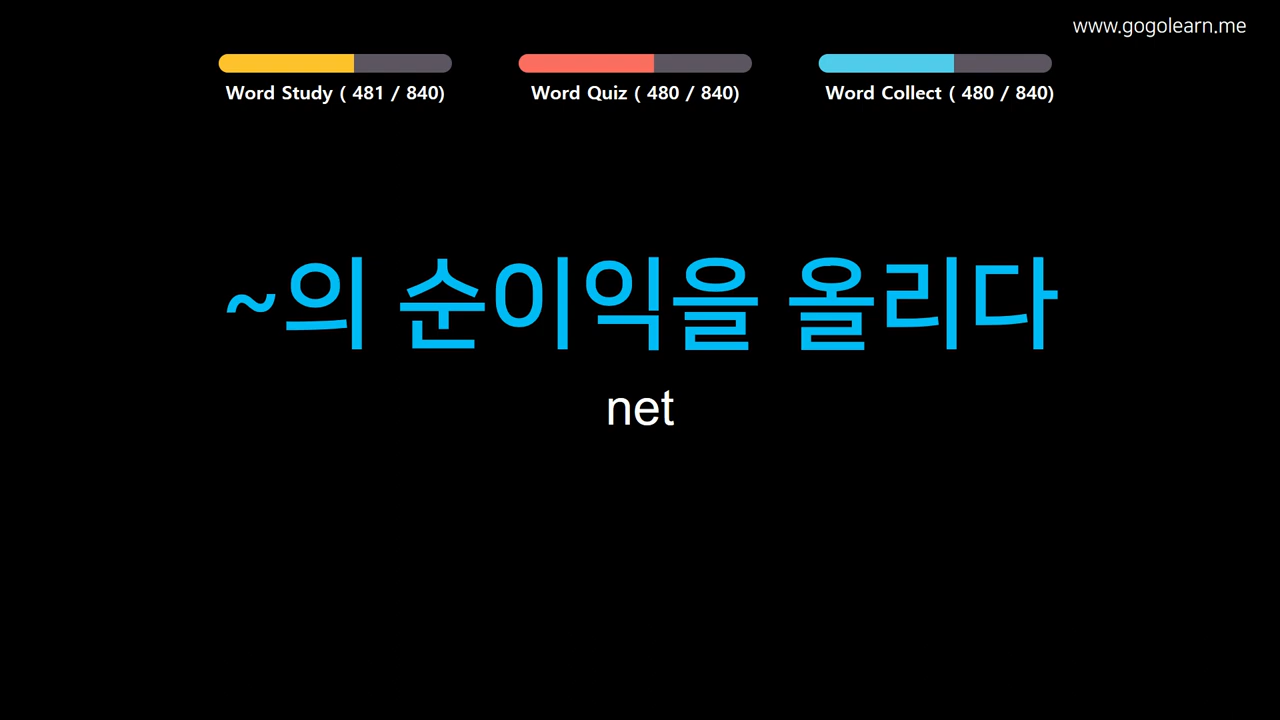 www.gogolearn.me
Word Study ( 481 / 840)
Word Quiz ( 480 / 840)
Word Collect ( 480 / 840)
~의 순이익을 올리다
net